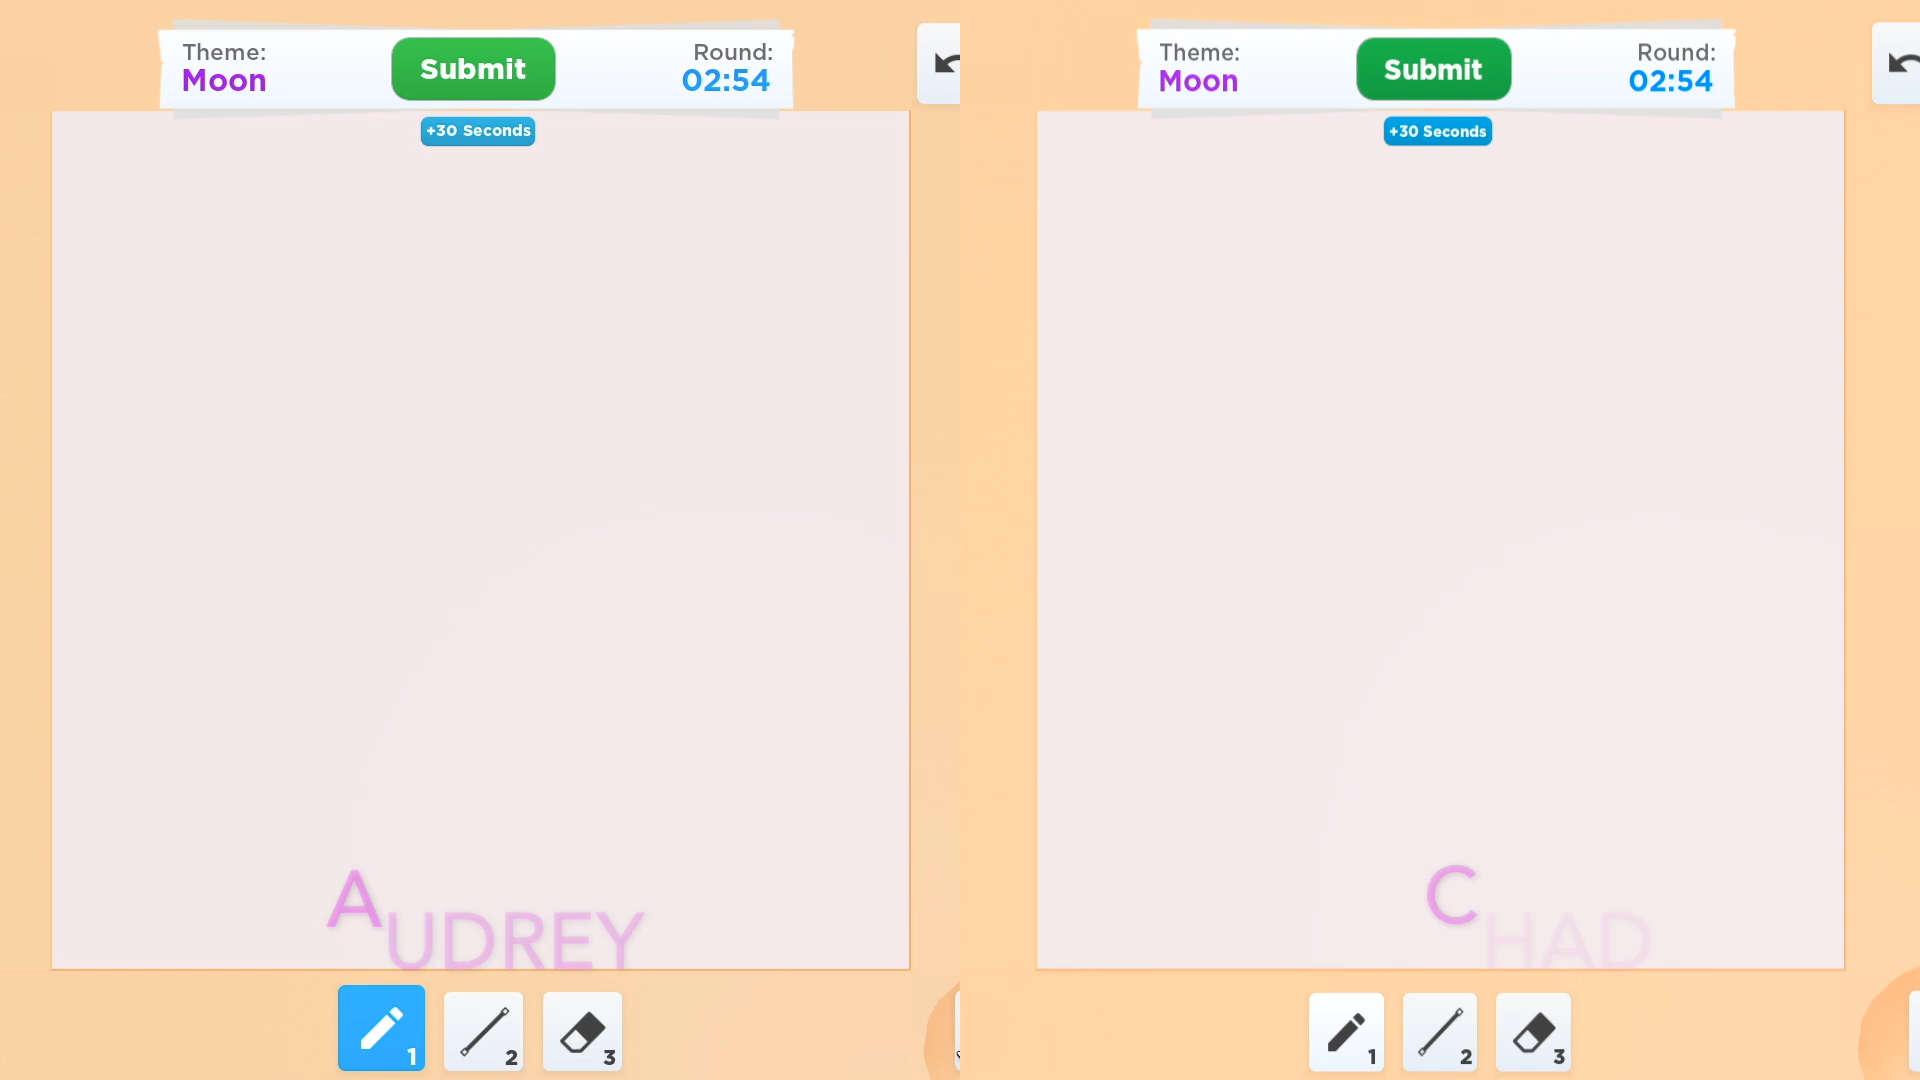 Theme:
Moon
Submit
Round:
02:54
+30 Seconds
AUDREY
1
2
3
Theme:
Moon
Submit
Round:
02:54
+30 Seconds
CHAD
1
2
3